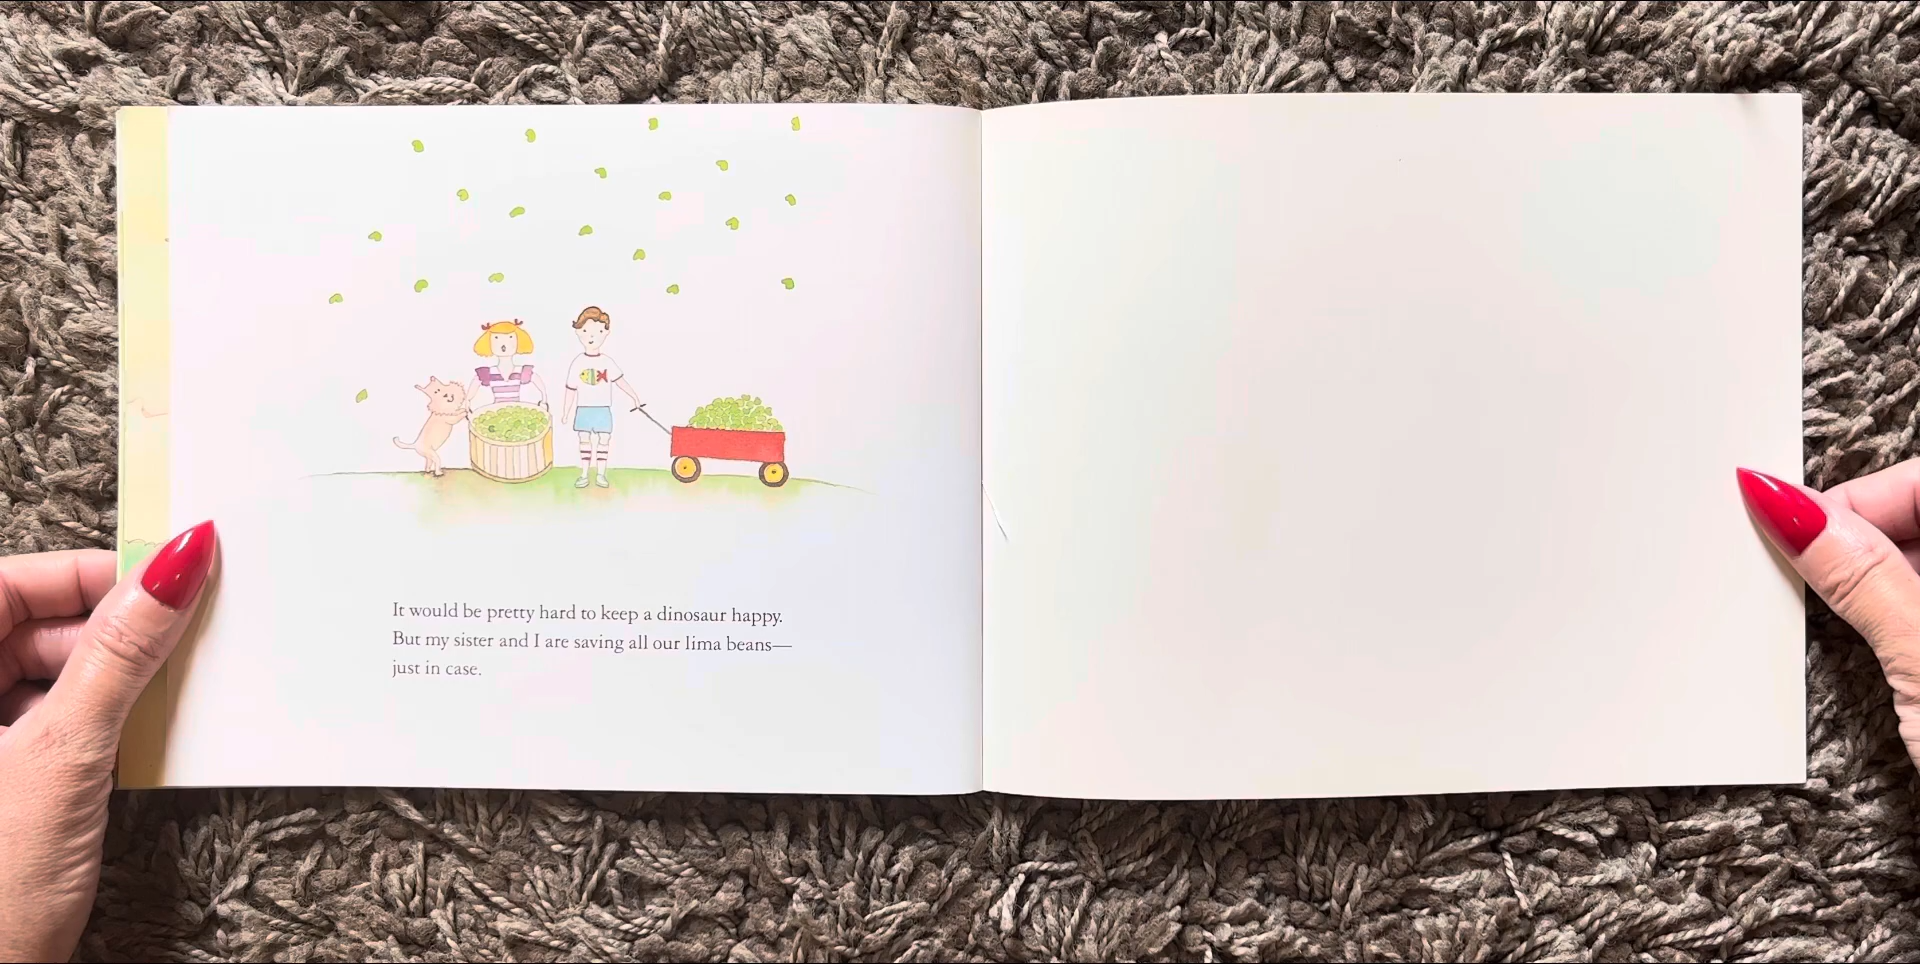 It would be pretty hard to keep a dinosaur happy.
But my sister and I are saving all our lima beans—
just in case.